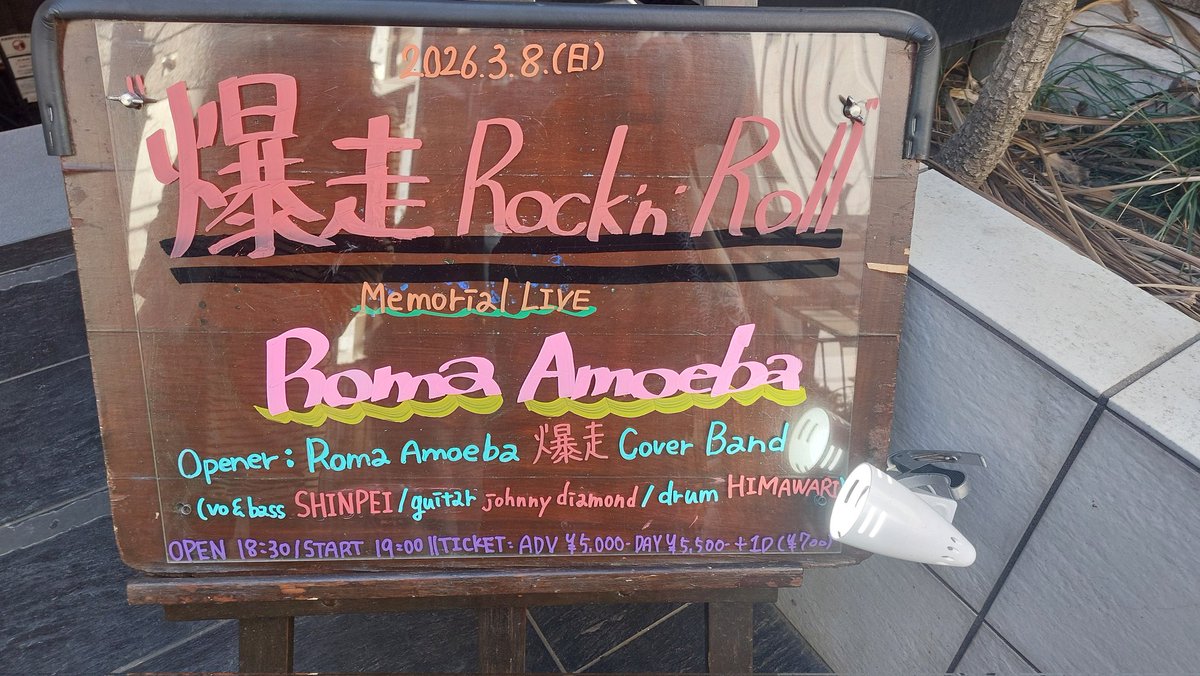 2026.3.8.(日)
"爆走 Rock'n' Roll"
Memorial LIVE
Roma Amoeba
Opener: Roma Amoeba 爆走 Cover Band
(vo&bass SHINPEI/guitar johnny diamond/drum HIMAWARI)
OPEN 18:30/START 19:00||TICKET: ADV ¥5,000- DAY ¥5,500- +1D(¥700)